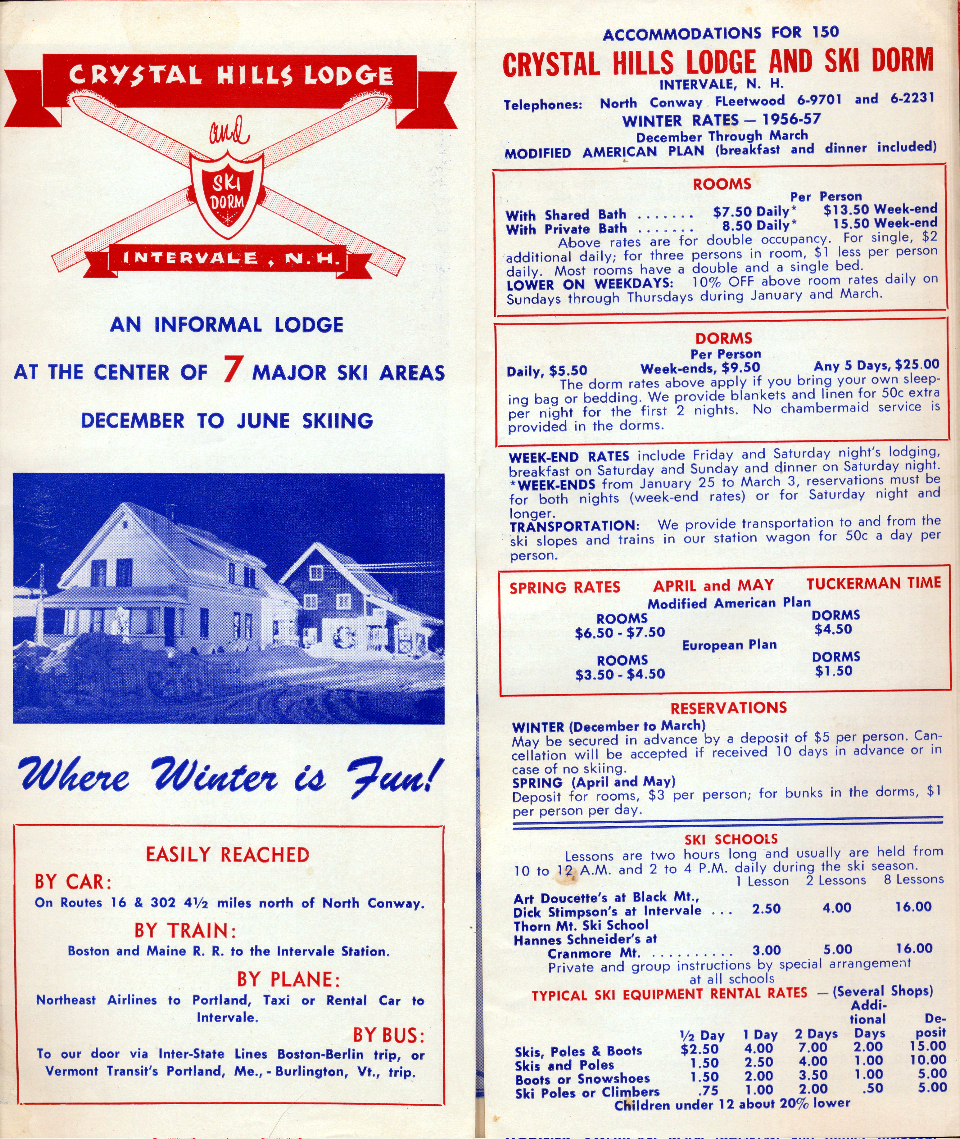 CRYSTAL HILLS LODGE
and
SKI
DORM
INTERVALE, N.H.
AN INFORMAL LODGE
AT THE CENTER OF 7 MAJOR SKI AREAS
DECEMBER TO JUNE SKIING
Where Winter is Fun!
EASILY REACHED
BY CAR:
On Routes 16 & 302 4½ miles north of North Conway.
BY TRAIN:
Boston and Maine R. R. to the Intervale Station.
BY PLANE:
Northeast Airlines to Portland, Taxi or Rental Car to
Intervale.
BY BUS:
To our door via Inter-State Lines Boston-Berlin trip, or
Vermont Transit's Portland, Me., - Burlington, Vt., trip.
ACCOMMODATIONS FOR 150
CRYSTAL HILLS LODGE AND SKI DORM
INTERVALE, N. H.
Telephones: North Conway Fleetwood 6-9701 and 6-2231
WINTER RATES — 1956-57
December Through March
MODIFIED AMERICAN PLAN (breakfast and dinner included)
ROOMS
Per Person
With Shared Bath ....... $7.50 Daily* $13.50 Week-end
With Private Bath ....... 8.50 Daily* 15.50 Week-end
Above rates are for double occupancy. For single, $2
additional daily; for three persons in room, $1 less per person
daily. Most rooms have a double and a single bed.
LOWER ON WEEKDAYS: 10% OFF above room rates daily on
Sundays through Thursdays during January and March.
DORMS
Per Person
Daily, $5.50 Week-ends, $9.50 Any 5 Days, $25.00
The dorm rates above apply if you bring your own sleep-
ing bag or bedding. We provide blankets and linen for 50c extra
per night for the first 2 nights. No chambermaid service is
provided in the dorms.
WEEK-END RATES include Friday and Saturday night's lodging,
breakfast on Saturday and Sunday and dinner on Saturday night.
*WEEK-ENDS from January 25 to March 3, reservations must be
for both nights (week-end rates) or for Saturday night and
longer.
TRANSPORTATION: We provide transportation to and from the
ski slopes and trains in our station wagon for 50c a day per
person.
SPRING RATES APRIL and MAY TUCKERMAN TIME
Modified American Plan
ROOMS DORMS
$6.50 - $7.50 $4.50
European Plan
ROOMS DORMS
$3.50 - $4.50 $1.50
RESERVATIONS
WINTER (December to March)
May be secured in advance by a deposit of $5 per person. Can-
cellation will be accepted if received 10 days in advance or in
case of no skiing.
SPRING (April and May)
Deposit for rooms, $3 per person; for bunks in the dorms, $1
per person per day.
SKI SCHOOLS
Lessons are two hours long and usually are held from
10 to 12 A.M. and 2 to 4 P.M. daily during the ski season.
1 Lesson 2 Lessons 8 Lessons
Art Doucette's at Black Mt.,
Dick Stimpson's at Intervale ... 2.50 4.00 16.00
Thorn Mt. Ski School
Hannes Schneider's at
Cranmore Mt. .......... 3.00 5.00 16.00
Private and group instructions by special arrangement
at all schools
TYPICAL SKI EQUIPMENT RENTAL RATES — (Several Shops)
Addi-
tional De-
½ Day 1 Day 2 Days Days posit
Skis, Poles & Boots $2.50 4.00 7.00 2.00 15.00
Skis and Poles 1.50 2.50 4.00 1.00 10.00
Boots or Snowshoes 1.50 2.00 3.50 1.00 5.00
Ski Poles or Climbers .75 1.00 2.00 .50 5.00
Children under 12 about 20% lower